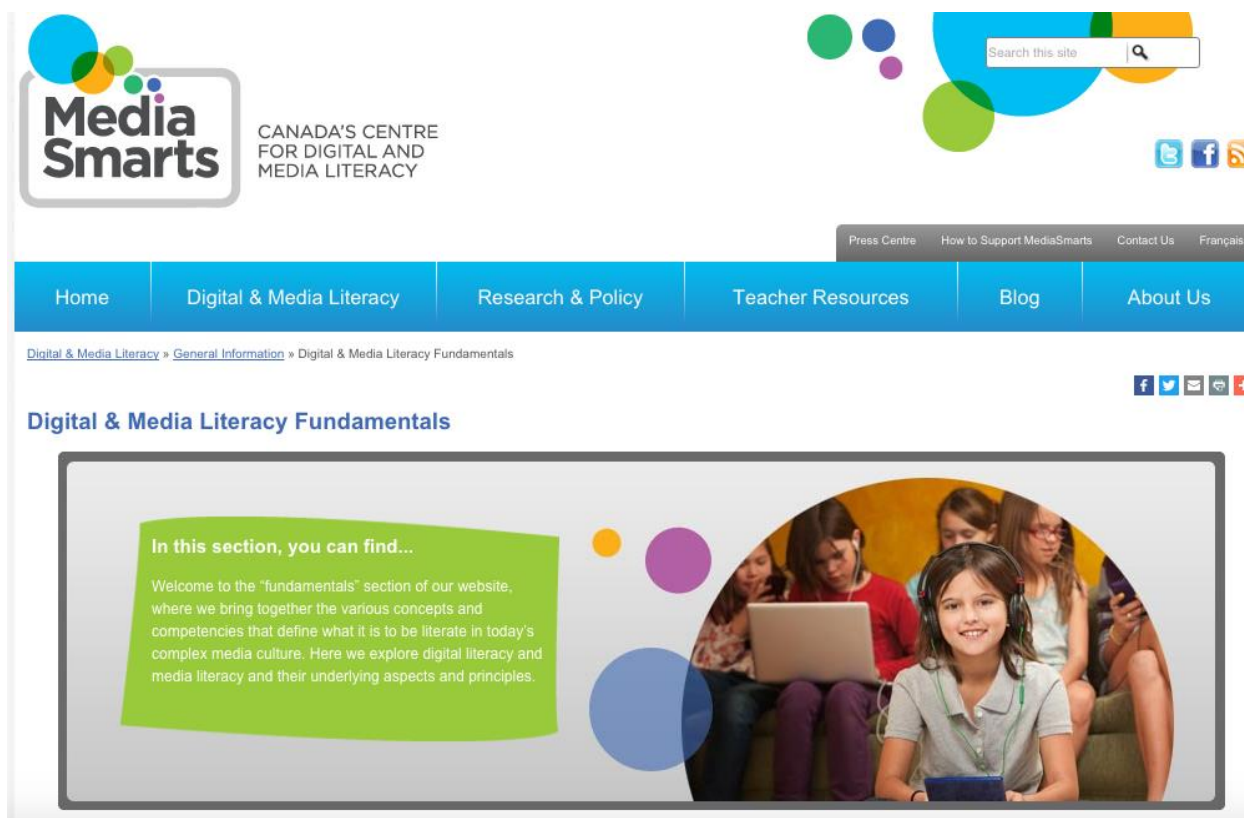 Media
Smarts
CANADA'S CENTRE
FOR DIGITAL AND
MEDIA LITERACY
Search this site
Press Centre How to Support MediaSmarts Contact Us Français
Home Digital & Media Literacy Research & Policy Teacher Resources Blog About Us
Digital & Media Literacy » General Information » Digital & Media Literacy Fundamentals
Digital & Media Literacy Fundamentals
In this section, you can find...
Welcome to the "fundamentals" section of our website,
where we bring together the various concepts and
competencies that define what it is to be literate in today's
complex media culture. Here we explore digital literacy and
media literacy and their underlying aspects and principles.